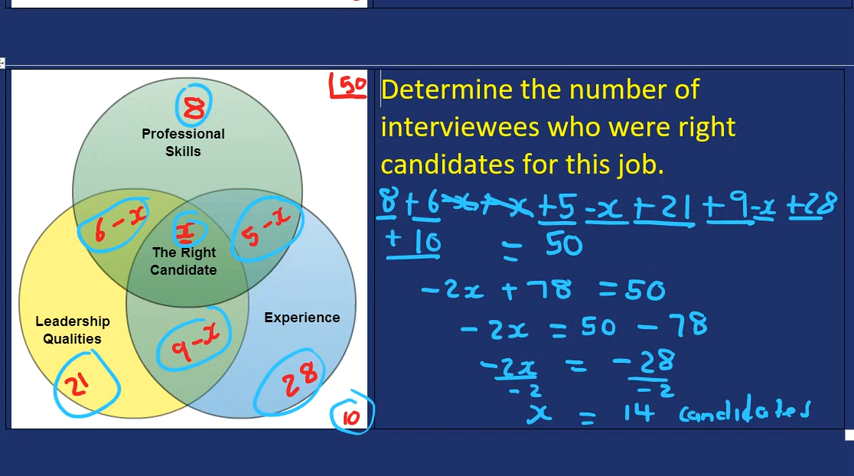 8
50
Professional
Skills
6-x
x
5-x
The Right
Candidate
Leadership
Qualities
Experience
9-x
21
28
10
Determine the number of
interviewees who were right
candidates for this job.
8 + 6 -x + x + 5 -x + 21 + 9 -x + 28
+ 10 = 50
-2x + 78 = 50
-2x = 50 - 78
-2x = -28
-2 -2
x = 14 candidates